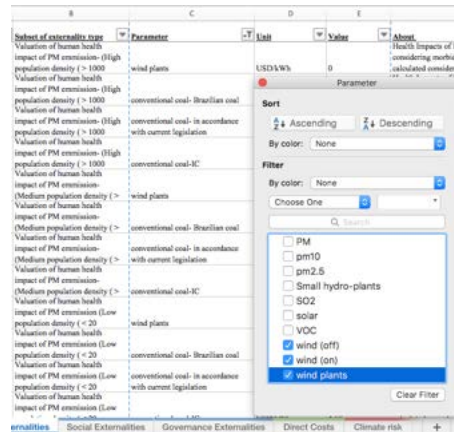 B C D E
Subset of externality type Parameter Unit Value About
Valuation of human health
impact of PM emmission- (High
population density ( > 1000 wind plants USD/kWh 0
Health Impacts of
considering morbi
calculated consider
Valuation of human health
impact of PM emmission- (High
population density ( > 1000 conventional coal- Brazilian coal
Valuation of human health
impact of PM emmission- (High conventional coal- in accordance
population density ( > 1000 with current legislation
Valuation of human health
impact of PM emmission- (High
population density ( > 1000 conventional coal-IC
Valuation of human health
impact of PM emmission-
(Medium population density ( > wind plants
Valuation of human health
impact of PM emmission-
(Medium population density ( > conventional coal- Brazilian coal
Valuation of human health
impact of PM emmission- conventional coal- in accordance
(Medium population density ( > with current legislation
Valuation of human health
impact of PM emmission-
(Medium population density ( > conventional coal-IC
Valuation of human health
impact of PM emmission (Low
population density ( < 20 wind plants
Valuation of human health
impact of PM emmission (Low
population density ( < 20 conventional coal- Brazilian coal
Valuation of human health
impact of PM emmission (Low conventional coal- in accordance
population density ( < 20 with current legislation
Valuation of human health
impact of PM emmission (Low
Parameter
Sort
Ascending Descending
By color: None
Filter
By color: None
Choose One
Search
PM
pm10
pm2.5
Small hydro-plants
SO2
solar
VOC
wind (off)
wind (on)
wind plants
Clear Filter
ernalities Social Externalities Governance Externalities Direct Costs Climate risk +